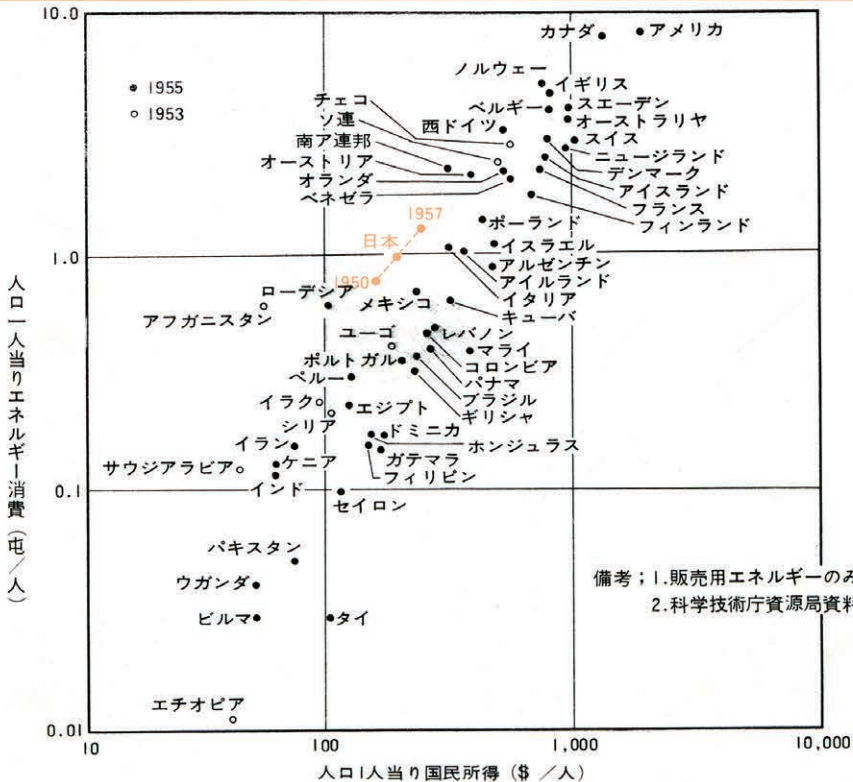 10.0
カナダ
アメリカ
1955
1953
ノルウェー
イギリス
チェコ
ソ連
西ドイツ
ベルギー
スエーデン
オーストラリヤ
南ア連邦
スイス
オーストリア
ニュージランド
オランダ
デンマーク
ベネゼラ
アイスランド
フランス
フィンランド
1957
日本
1950
ポーランド
イスラエル
アルゼンチン
アイルランド
イタリア
キューバ
1.0
ローデシア
メキシコ
アフガニスタン
ユーゴ
レバノン
マライ
ポルトガル
コロンビア
パナマ
ペルー
ブラジル
ギリシャ
イラク
エジプト
シリア
ドミニカ
ホンジュラス
イラン
サウジアラビア
ケニア
ガテマラ
インド
フィリピン
0.1
セイロン
パキスタン
ウガンダ
ビルマ
タイ
エチオピア
0.01
備考；1.販売用エネルギーのみ
2.科学技術庁資源局資料
10
100
1,000
10,000
人口1人当り国民所得（$／人）
人口一人当りエネルギー消費（屯／人）